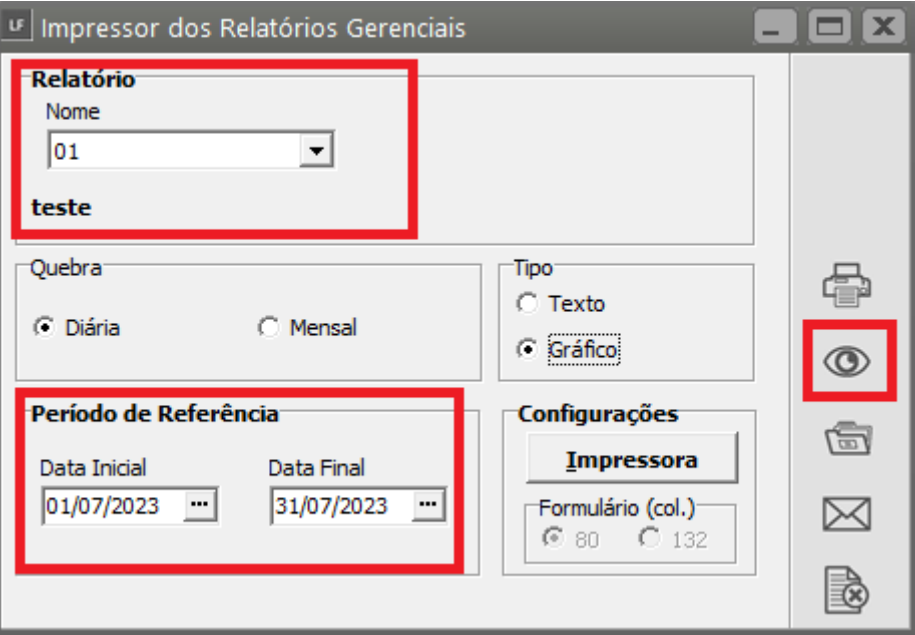 LF Impressor dos Relatórios Gerenciais
Relatório
Nome
01
teste
Quebra
Diária Mensal
Tipo
Texto
Gráfico
Período de Referência
Data Inicial Data Final
01/07/2023 ... 31/07/2023 ...
Configurações
Impressora
Formulário (col.)
80 132